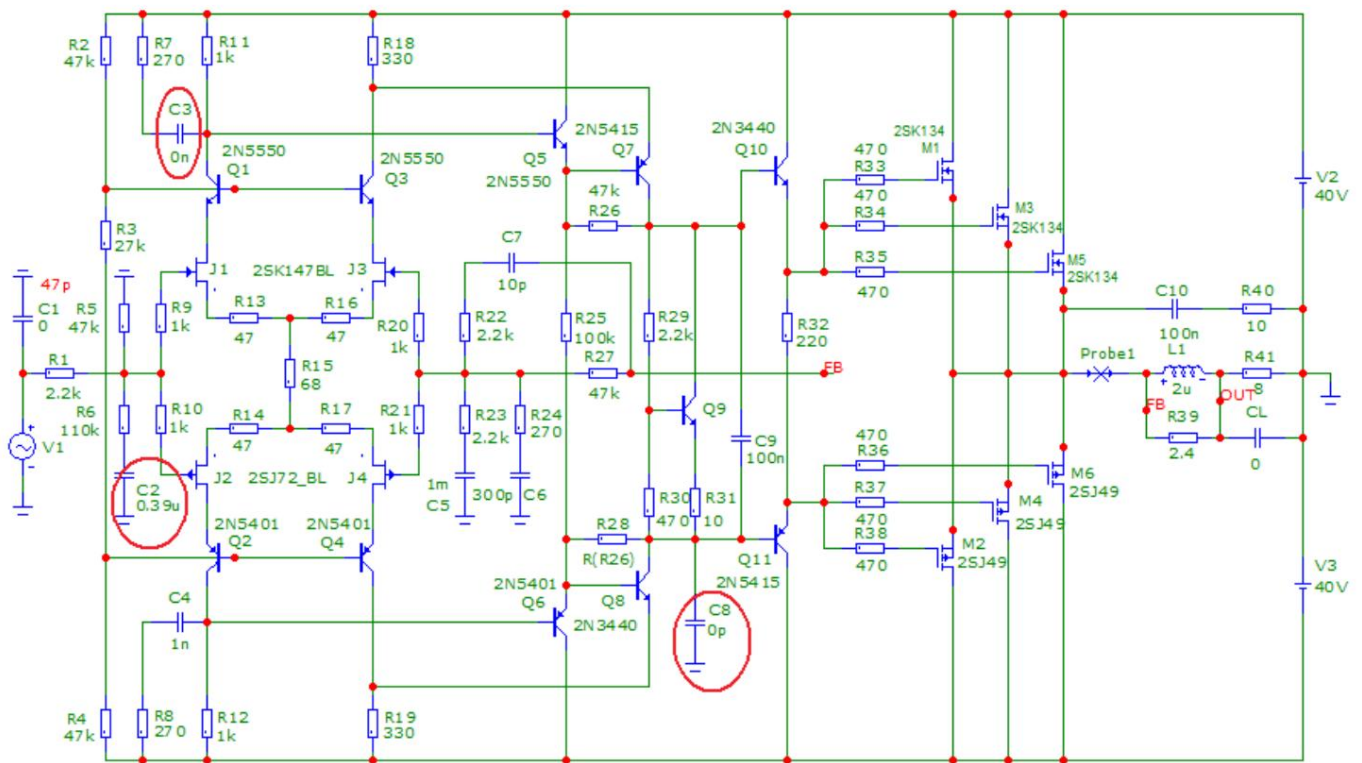 R2
47k
R7
270
R11
1k
R18
330
C3
0n
2N5550
Q1
2N5550
Q3
Q5
2N5550
2N5415
Q7
2N3440
Q10
47k
R26
470
R33
470
R34
R35
470
2SK134
M1
M3
2SK134
M5
2SK134
V2
40V
R3
27k
J1
2SK147BL
J3
C7
10p
47p
C1
0
R5
47k
R9
1k
R13
47
R16
47
R20
1k
R22
2.2k
R25
100k
R29
2.2k
R32
220
C10
100n
R40
10
R1
2.2k
R15
68
R27
47k
FB
Probe1
L1
+
-
2u
R41
8
FB
OUT
R39
2.4
CL
0
R6
110k
R10
1k
R14
47
R17
47
R21
1k
R23
2.2k
R24
270
Q9
C9
100n
V1
+
-
C2
0.39u
J2
2SJ72_BL
J4
1m
C5
300p
C6
R30
470
R31
10
470
R36
R37
470
R38
470
M6
2SJ49
M4
2SJ49
M2
2SJ49
2N5401
Q2
2N5401
Q4
R28
R(R26)
Q11
2N5415
2N5401
Q6
Q8
2N3440
C8
0p
V3
40V
C4
1n
R4
47k
R8
270
R12
1k
R19
330